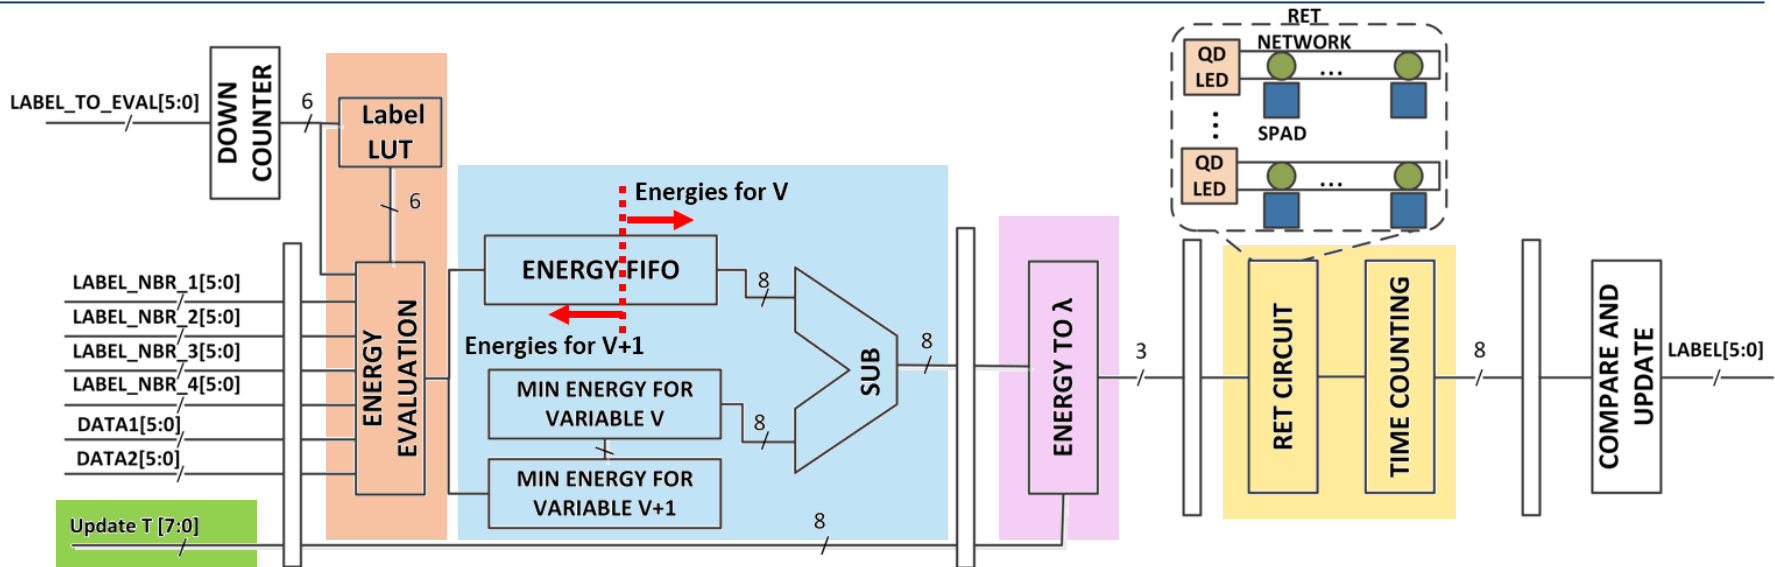 RET
NETWORK
QD
LED
...
SPAD
QD
LED
...
LABEL_TO_EVAL[5:0]
DOWN
COUNTER
6
Label
LUT
6
LABEL_NBR_1[5:0]
LABEL_NBR_2[5:0]
LABEL_NBR_3[5:0]
LABEL_NBR_4[5:0]
DATA1[5:0]
DATA2[5:0]
Update T [7:0]
ENERGY
EVALUATION
Energies for V
ENERGY FIFO
8
Energies for V+1
MIN ENERGY FOR
VARIABLE V
8
MIN ENERGY FOR
VARIABLE V+1
SUB
8
8
ENERGY TO λ
3
RET CIRCUIT
TIME COUNTING
8
COMPARE AND
UPDATE
LABEL[5:0]